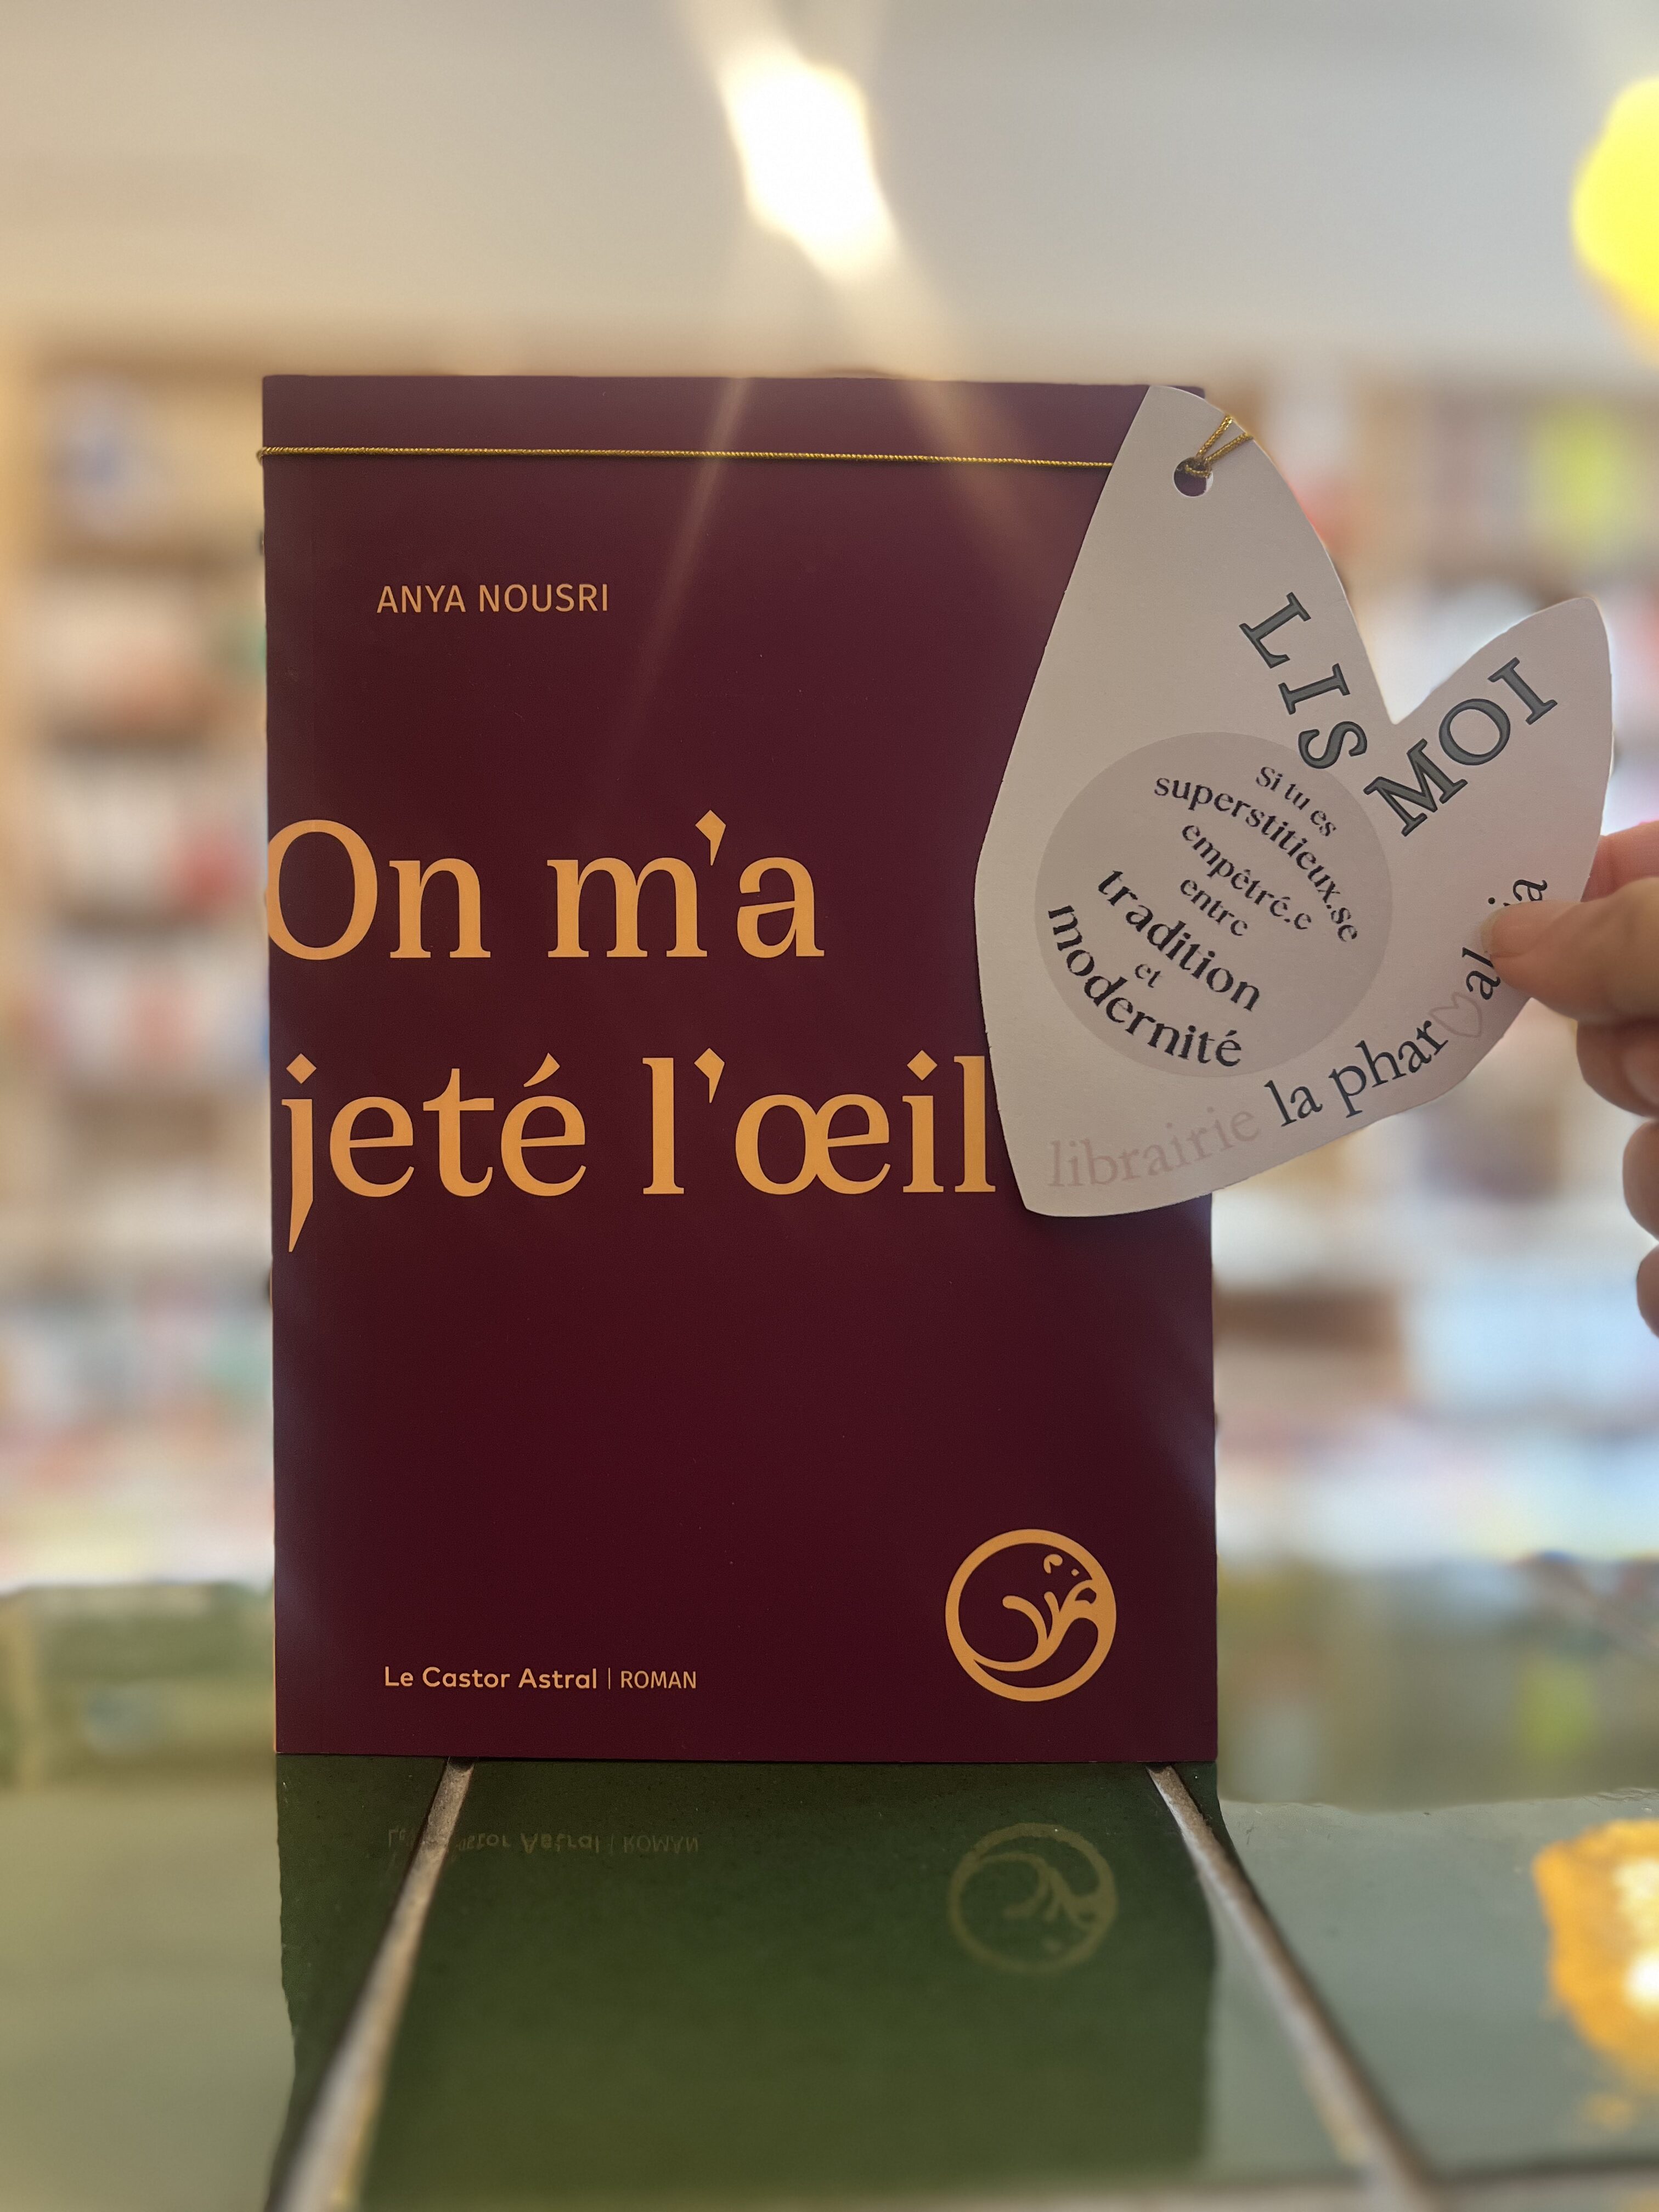 ANYA NOUSRI
On m'a
jeté l'œil
Le Castor Astral | ROMAN
LIS
MOI
Si tu es
superstitieux.se
empêtré.e
entre
tradition
et
modernité
librairie la phar